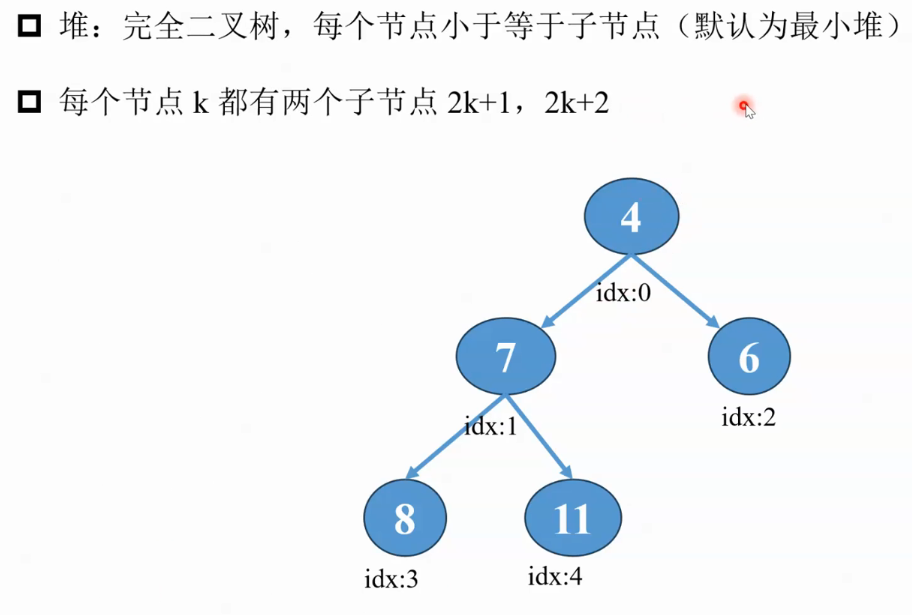 堆：完全二叉树，每个节点小于等于子节点（默认为最小堆）
每个节点 k 都有两个子节点 2k+1，2k+2
4
idx:0
7
6
idx:1
idx:2
8
11
idx:3
idx:4